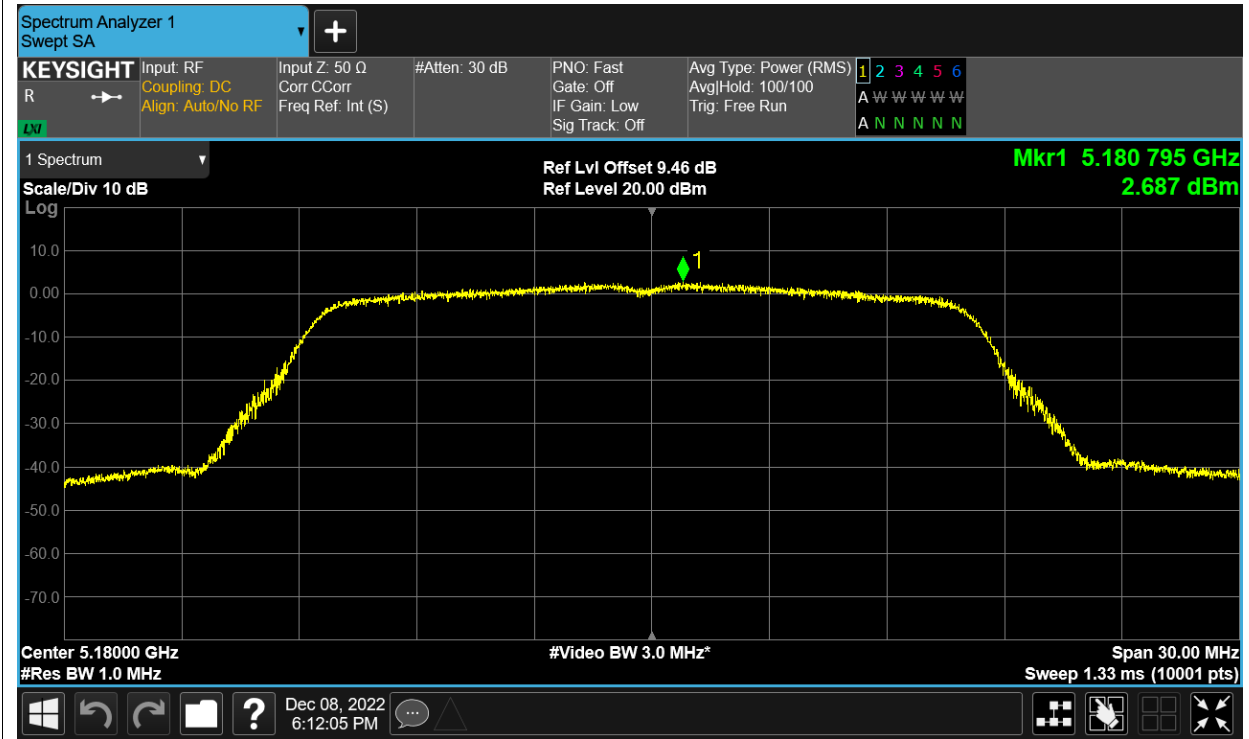 Spectrum Analyzer 1
Swept SA
KEYSIGHT
R
LXI
Input: RF
Coupling: DC
Align: Auto/No RF
Input Z: 50 Ω
Corr CCorr
Freq Ref: Int (S)
#Atten: 30 dB
PNO: Fast
Gate: Off
IF Gain: Low
Sig Track: Off
Avg Type: Power (RMS)
Avg|Hold: 100/100
Trig: Free Run
1 2 3 4 5 6
A W W W W W
A N N N N N
1 Spectrum
Scale/Div 10 dB
Log
Ref Lvl Offset 9.46 dB
Ref Level 20.00 dBm
Mkr1 5.180 795 GHz
2.687 dBm
10.0
0.00
-10.0
-20.0
-30.0
-40.0
-50.0
-60.0
-70.0
1
Center 5.18000 GHz
#Video BW 3.0 MHz*
Span 30.00 MHz
#Res BW 1.0 MHz
Sweep 1.33 ms (10001 pts)
?
Dec 08, 2022
6:12:05 PM